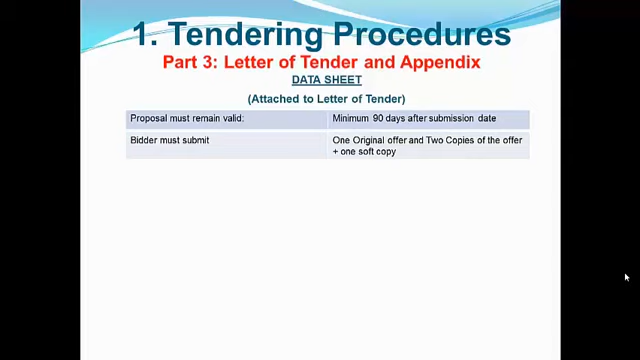 1. Tendering Procedures
Part 3: Letter of Tender and Appendix
DATA SHEET
(Attached to Letter of Tender)
Proposal must remain valid: Minimum 90 days after submission date
Bidder must submit One Original offer and Two Copies of the offer
+ one soft copy